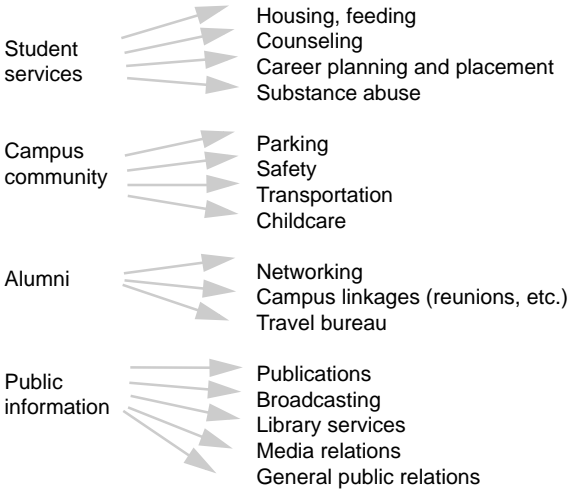 Student
services
Housing, feeding
Counseling
Career planning and placement
Substance abuse
Campus
community
Parking
Safety
Transportation
Childcare
Alumni
Networking
Campus linkages (reunions, etc.)
Travel bureau
Public
information
Publications
Broadcasting
Library services
Media relations
General public relations